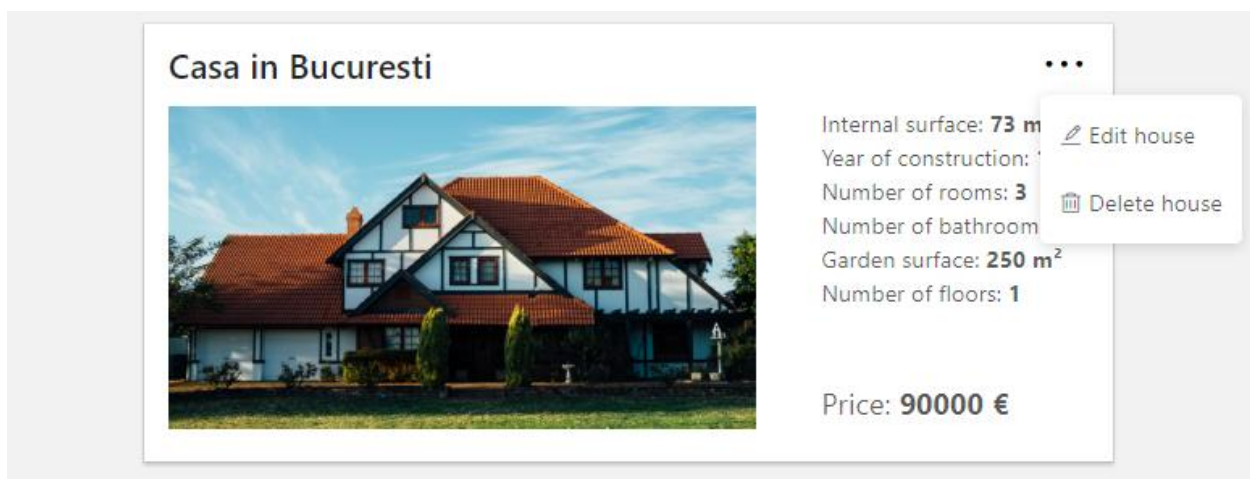 Casa in Bucuresti
Internal surface: 73 m
Year of construction:
Number of rooms: 3
Number of bathroom
Garden surface: 250 m²
Number of floors: 1
Price: 90000 €
Edit house
Delete house